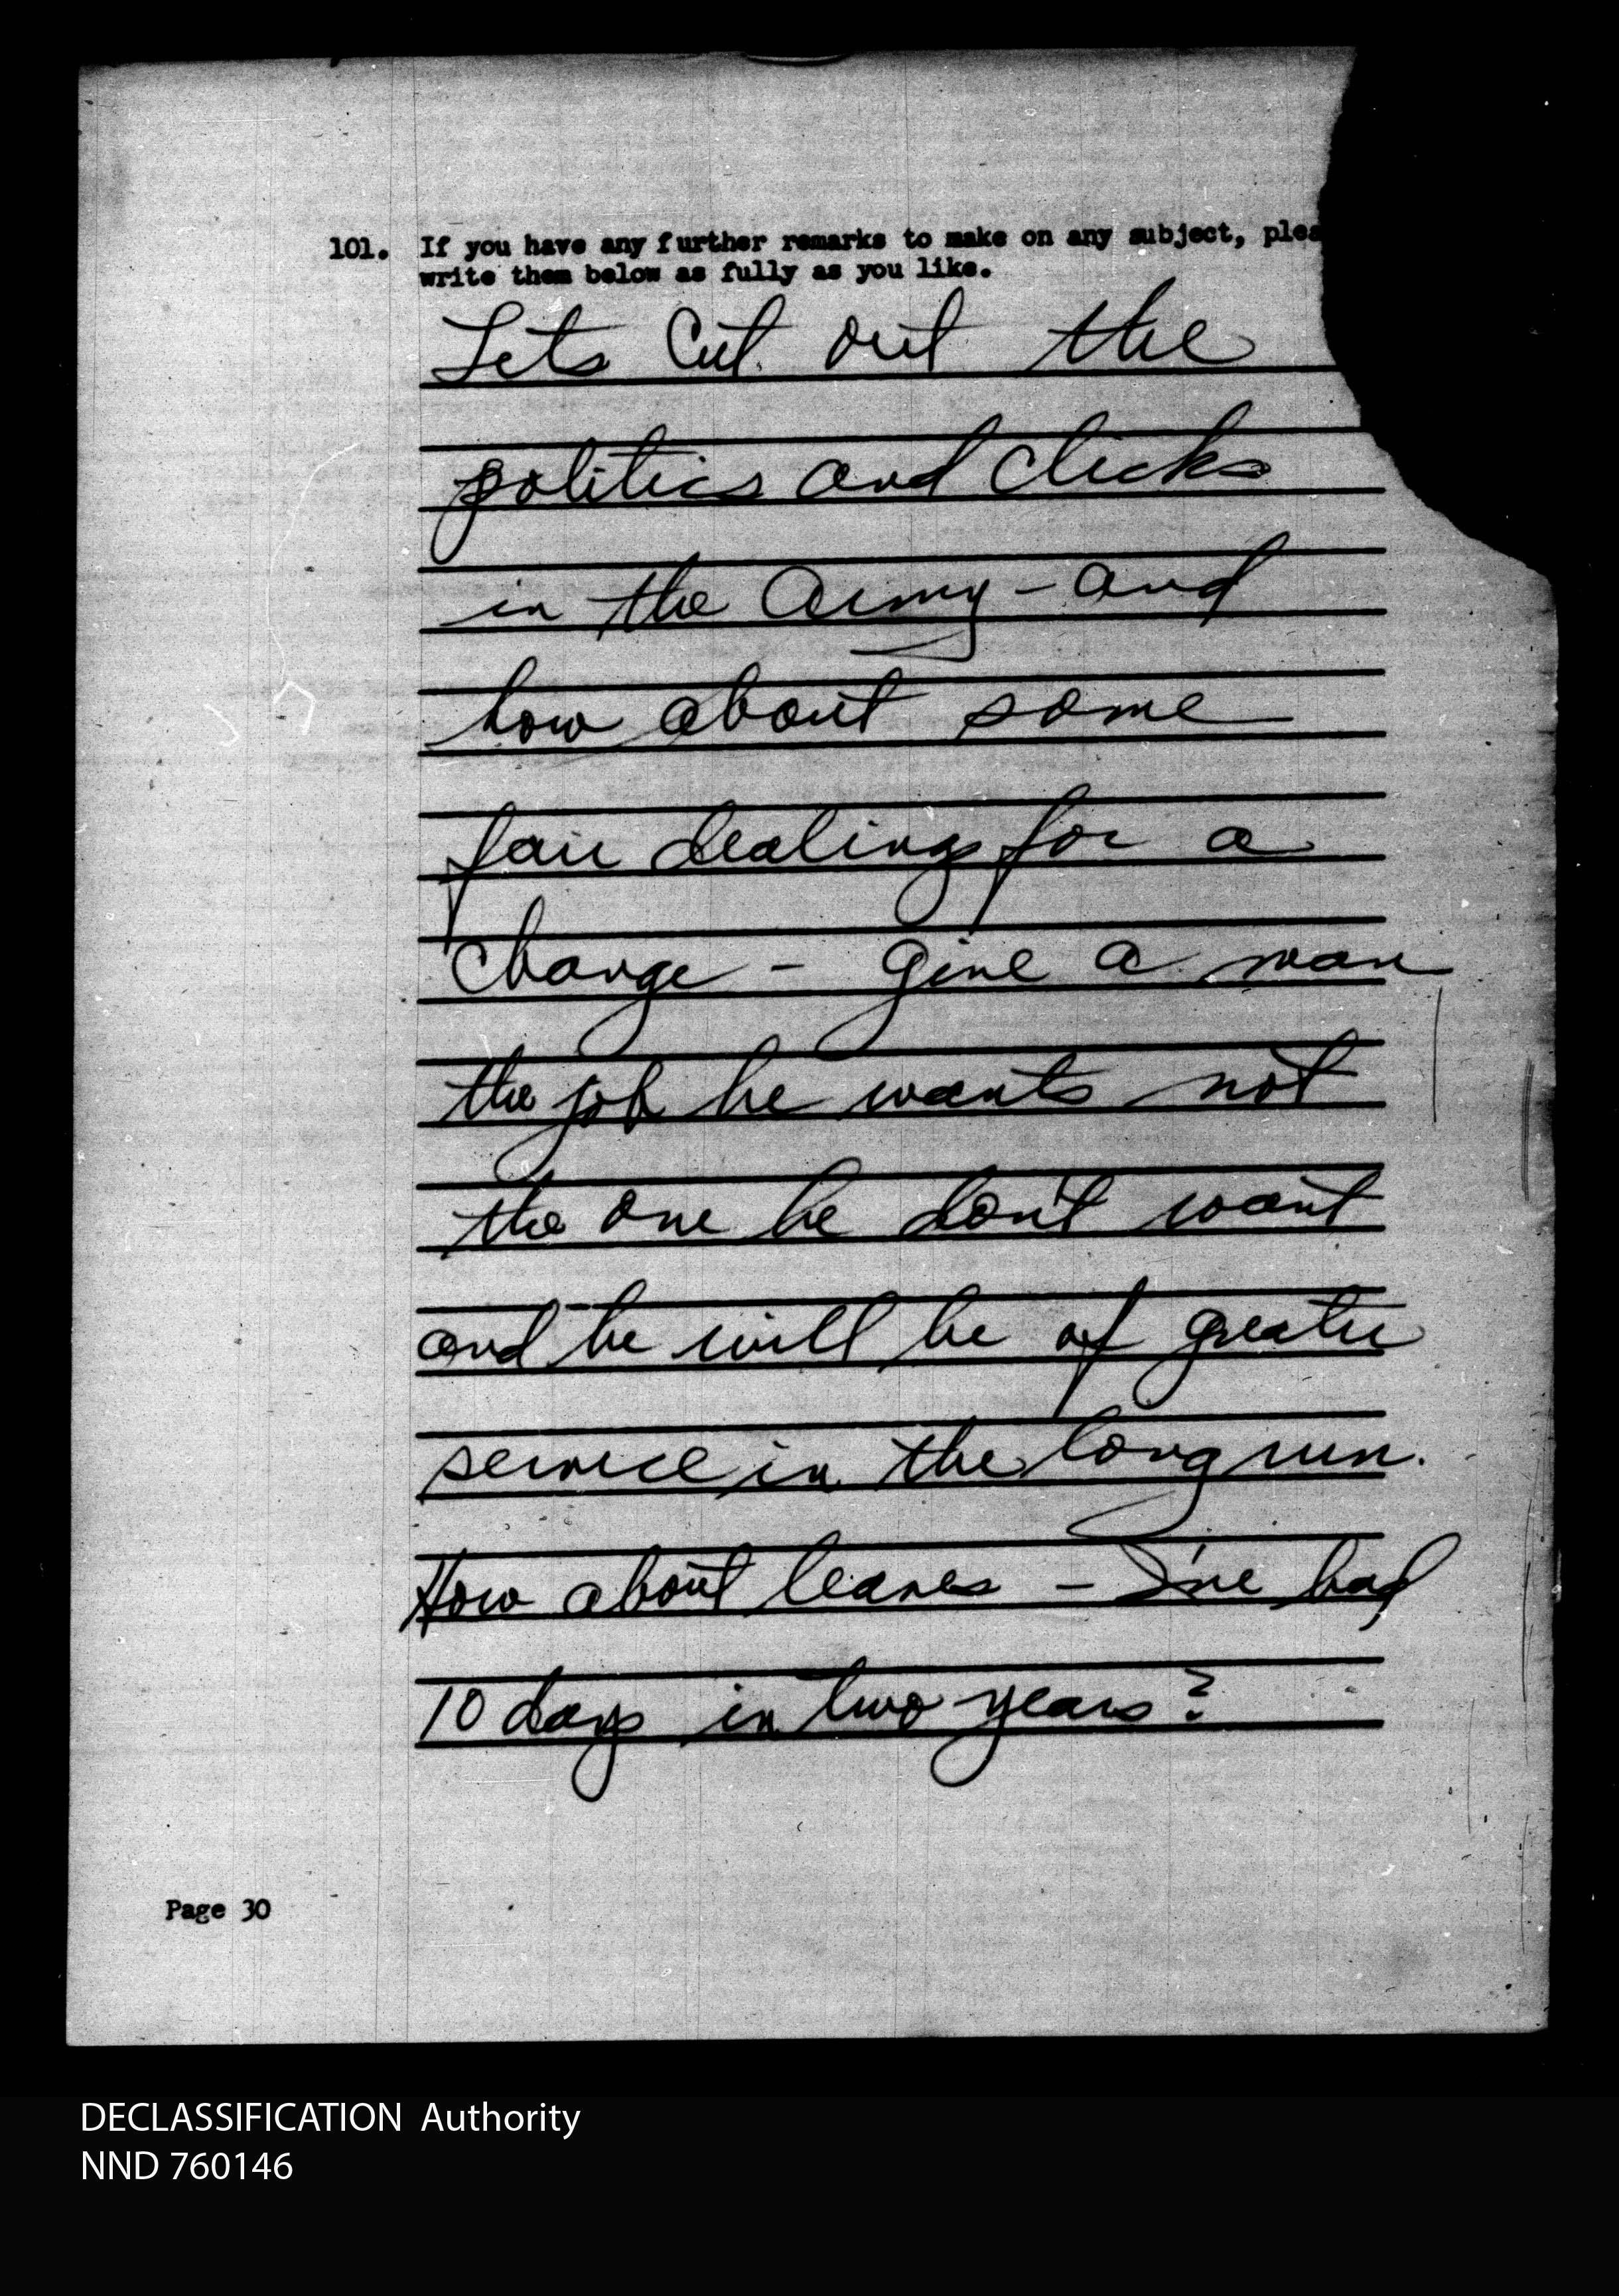 101. If you have any further remarks to make on any subject, plea
write them below as fully as you like.
Lets Cut out the
politics and clicks
in the Army - and
how about some
fair dealings for a
change - give a man
the job he wants not
the one he don't want
and he will be of greater
service in the long run.
How about leaves - I've had
10 days in two years?
Page 30
DECLASSIFICATION Authority
NND 760146